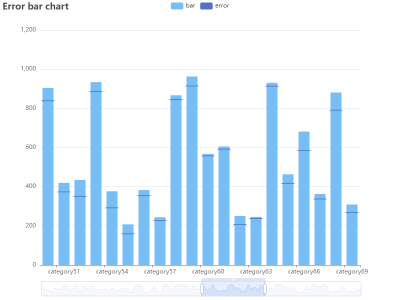 Error bar chart
bar error
1,200
1,000
800
600
400
200
0
category51 category54 category57 category60 category63 category66 category69